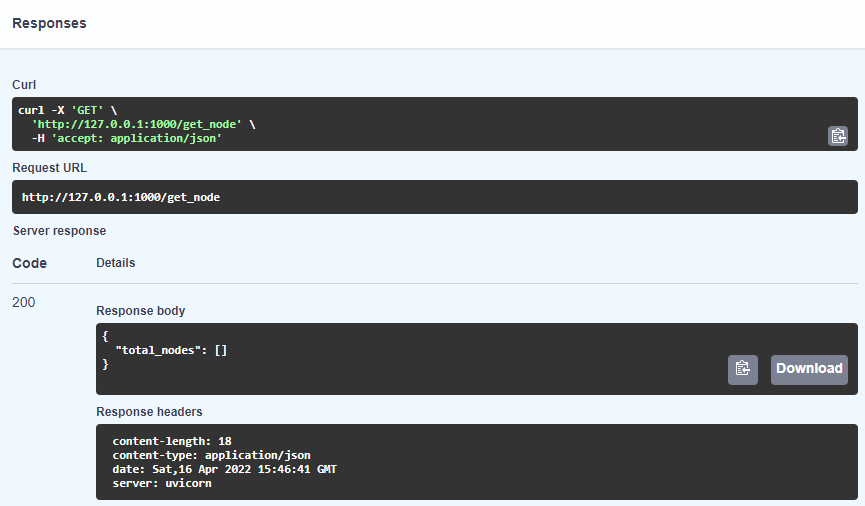 Responses
Curl
curl -X 'GET' \
  'http://127.0.0.1:1000/get_node' \
  -H 'accept: application/json'
Request URL
http://127.0.0.1:1000/get_node
Server response
Code Details
200
Response body
{
  "total_nodes": []
}
Download
Response headers
content-length: 18
content-type: application/json
date: Sat,16 Apr 2022 15:46:41 GMT
server: uvicorn